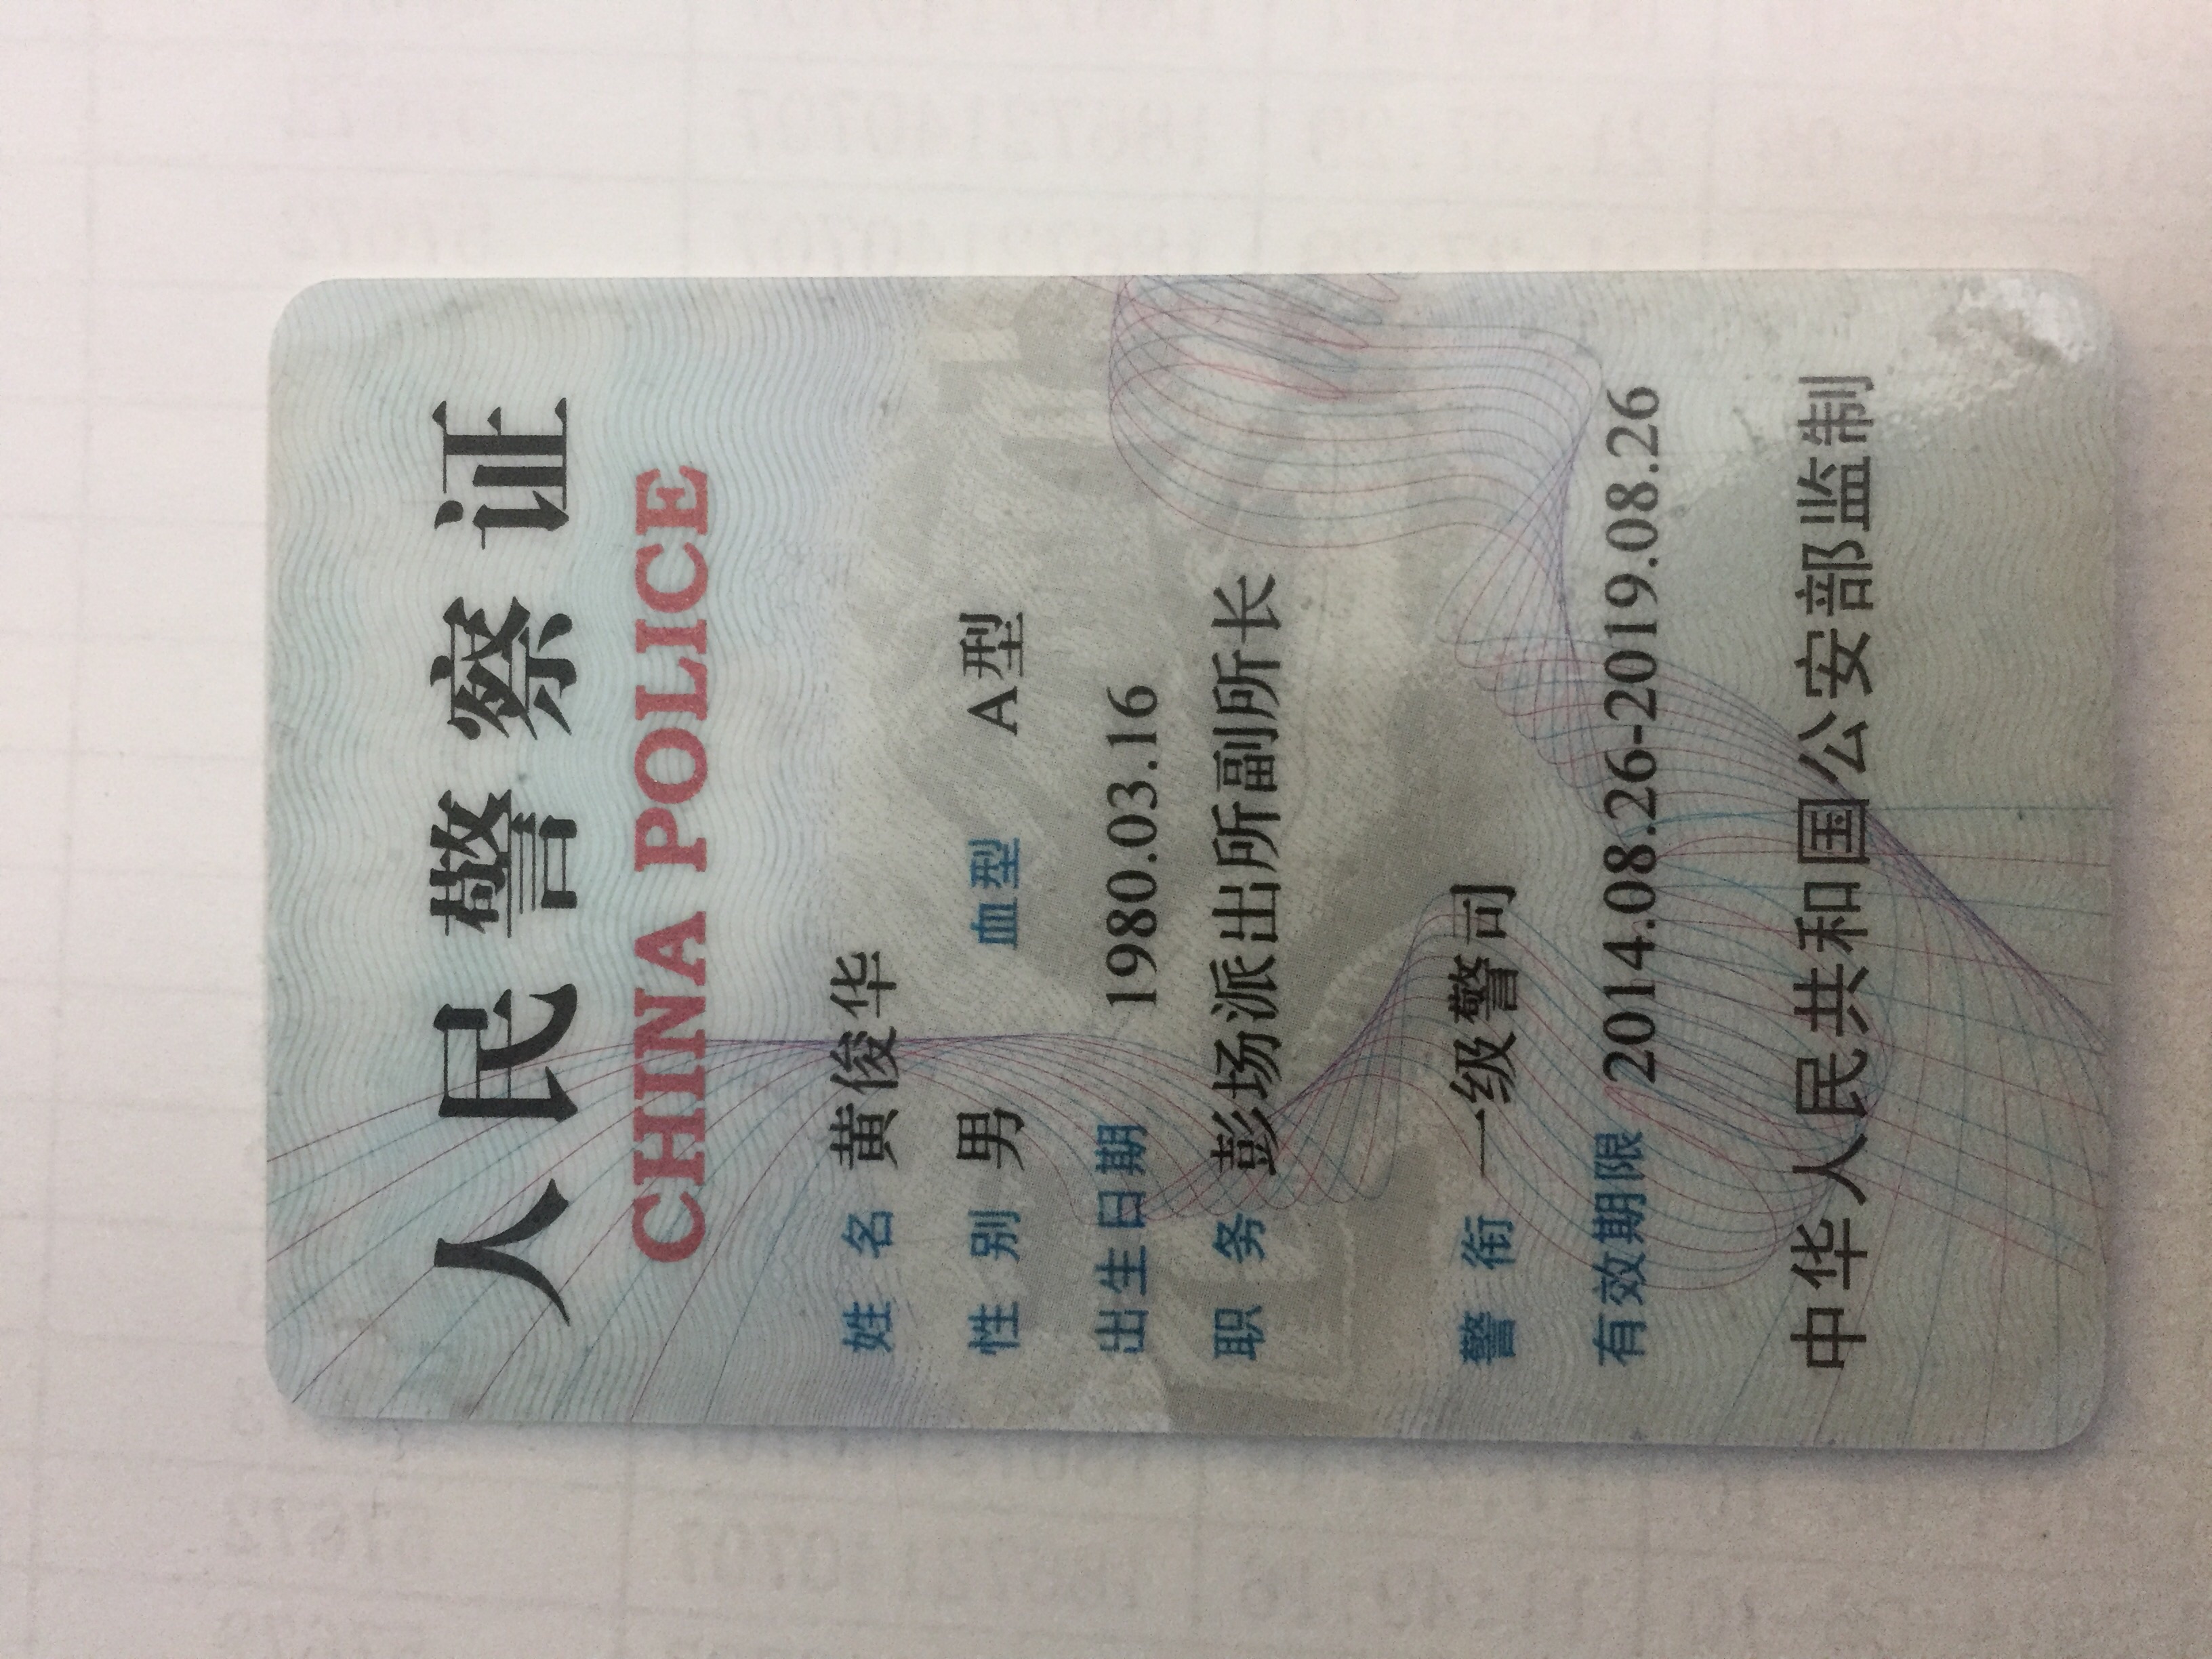 人民警察证
CHINA POLICE
姓 名 黄俊华
性 别 男 血型 A型
出生日期 1980.03.16
职 务 彭场派出所副所长
警 衔 一级警司
有效期限 2014.08.26-2019.08.26
中华人民共和国公安部监制